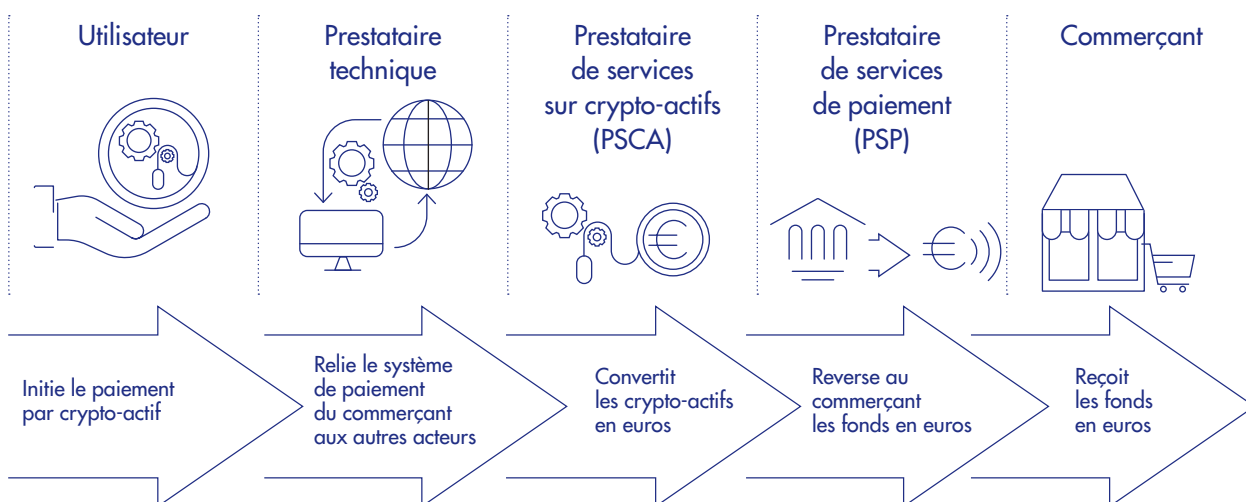 Utilisateur
Prestataire
technique
Prestataire
de services
sur crypto-actifs
(PSCA)
Prestataire
de services
de paiement
(PSP)
Commerçant
Initie le paiement
par crypto-actif
Relie le système
de paiement
du commerçant
aux autres acteurs
Convertit
les crypto-actifs
en euros
Reverse au
commerçant
les fonds en euros
Reçoit
les fonds
en euros